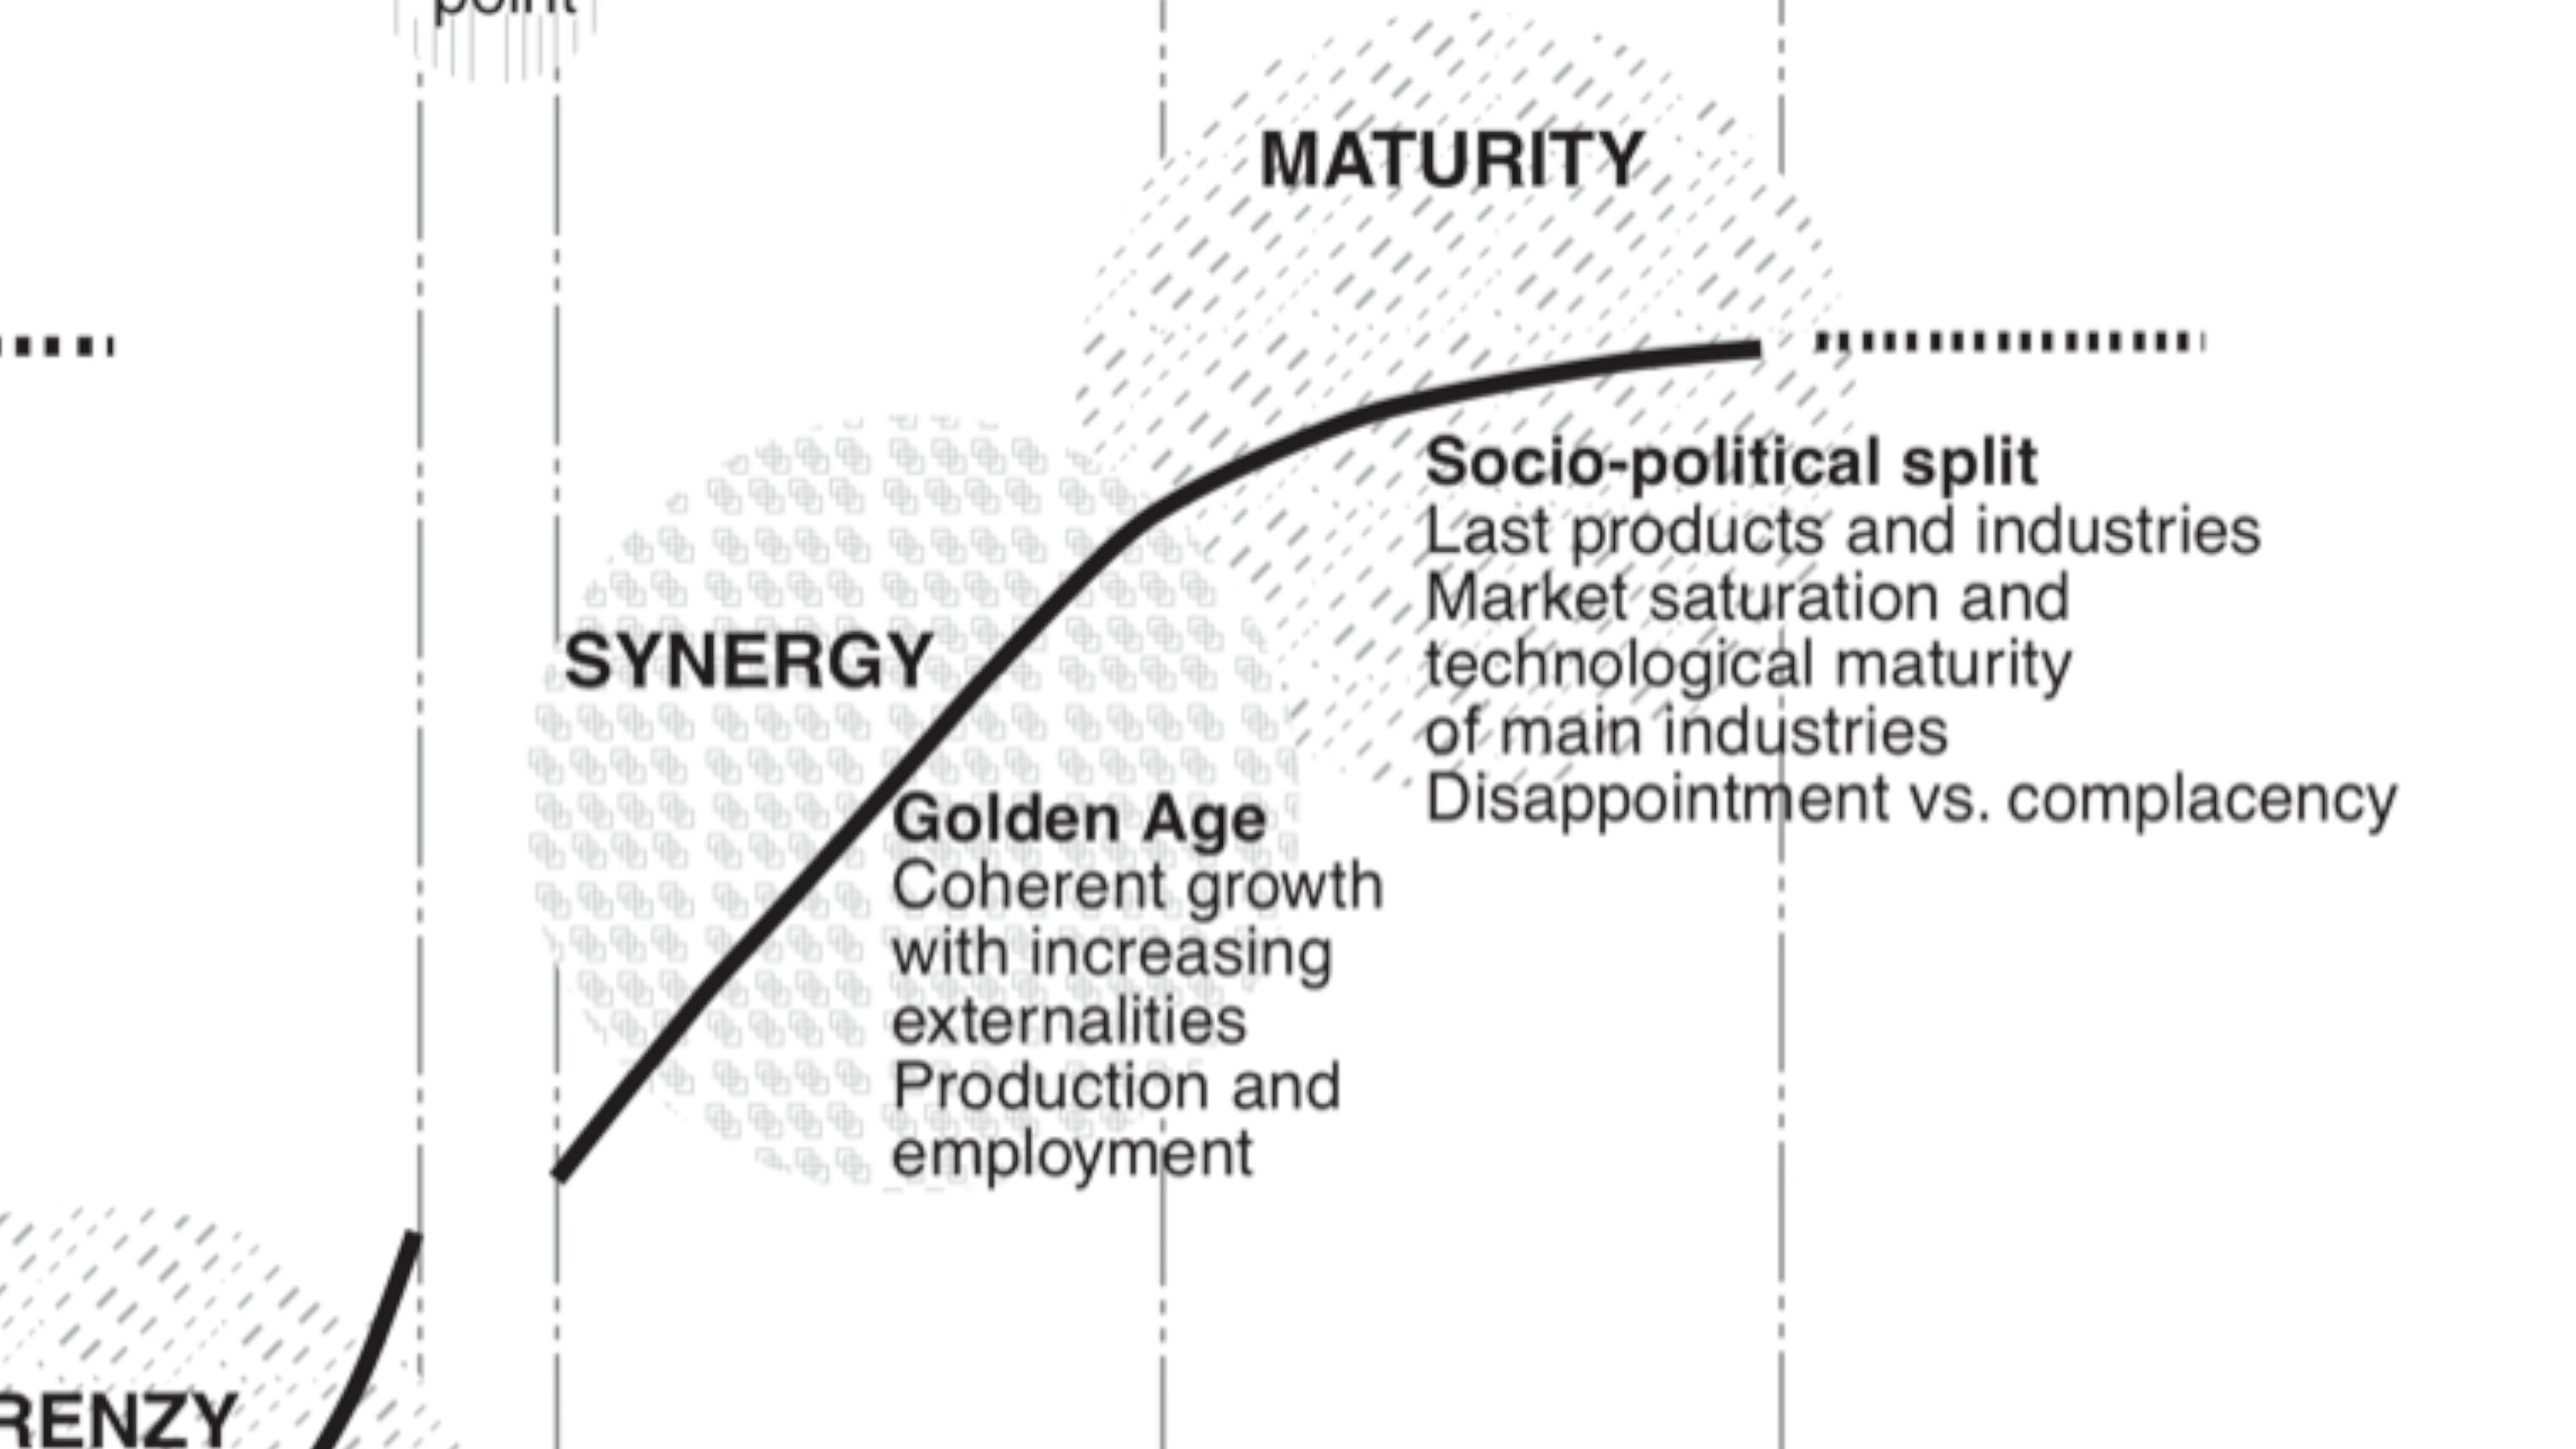 point
MATURITY
Socio-political split
Last products and industries
Market saturation and
technological maturity
of main industries
Disappointment vs. complacency
SYNERGY
Golden Age
Coherent growth
with increasing
externalities
Production and
employment
RENZY